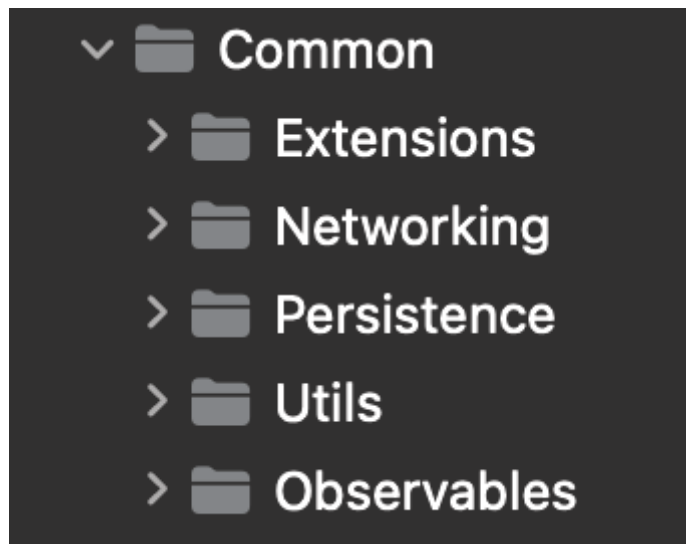 Common
Extensions
Networking
Persistence
Utils
Observables